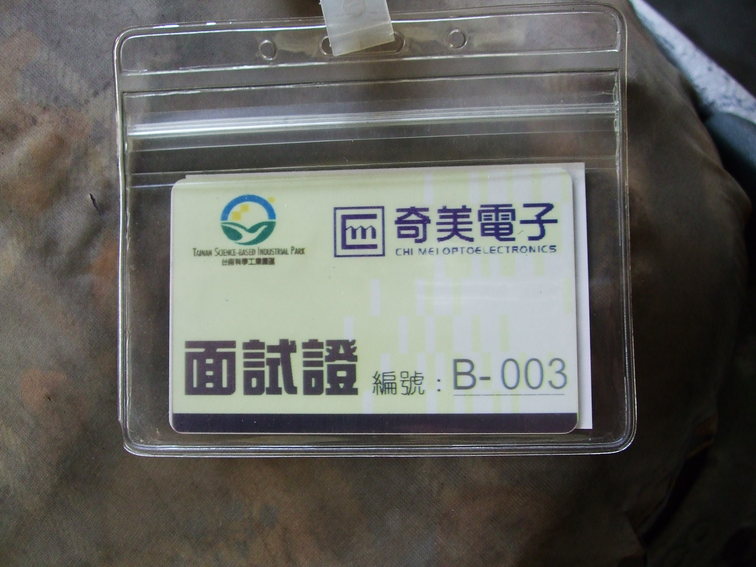 TAINAN SCIENCE-BASED INDUSTRIAL PARK
台南科學工業園區
奇美電子
CHI MEI OPTOELECTRONICS
面試證 編號：B-003